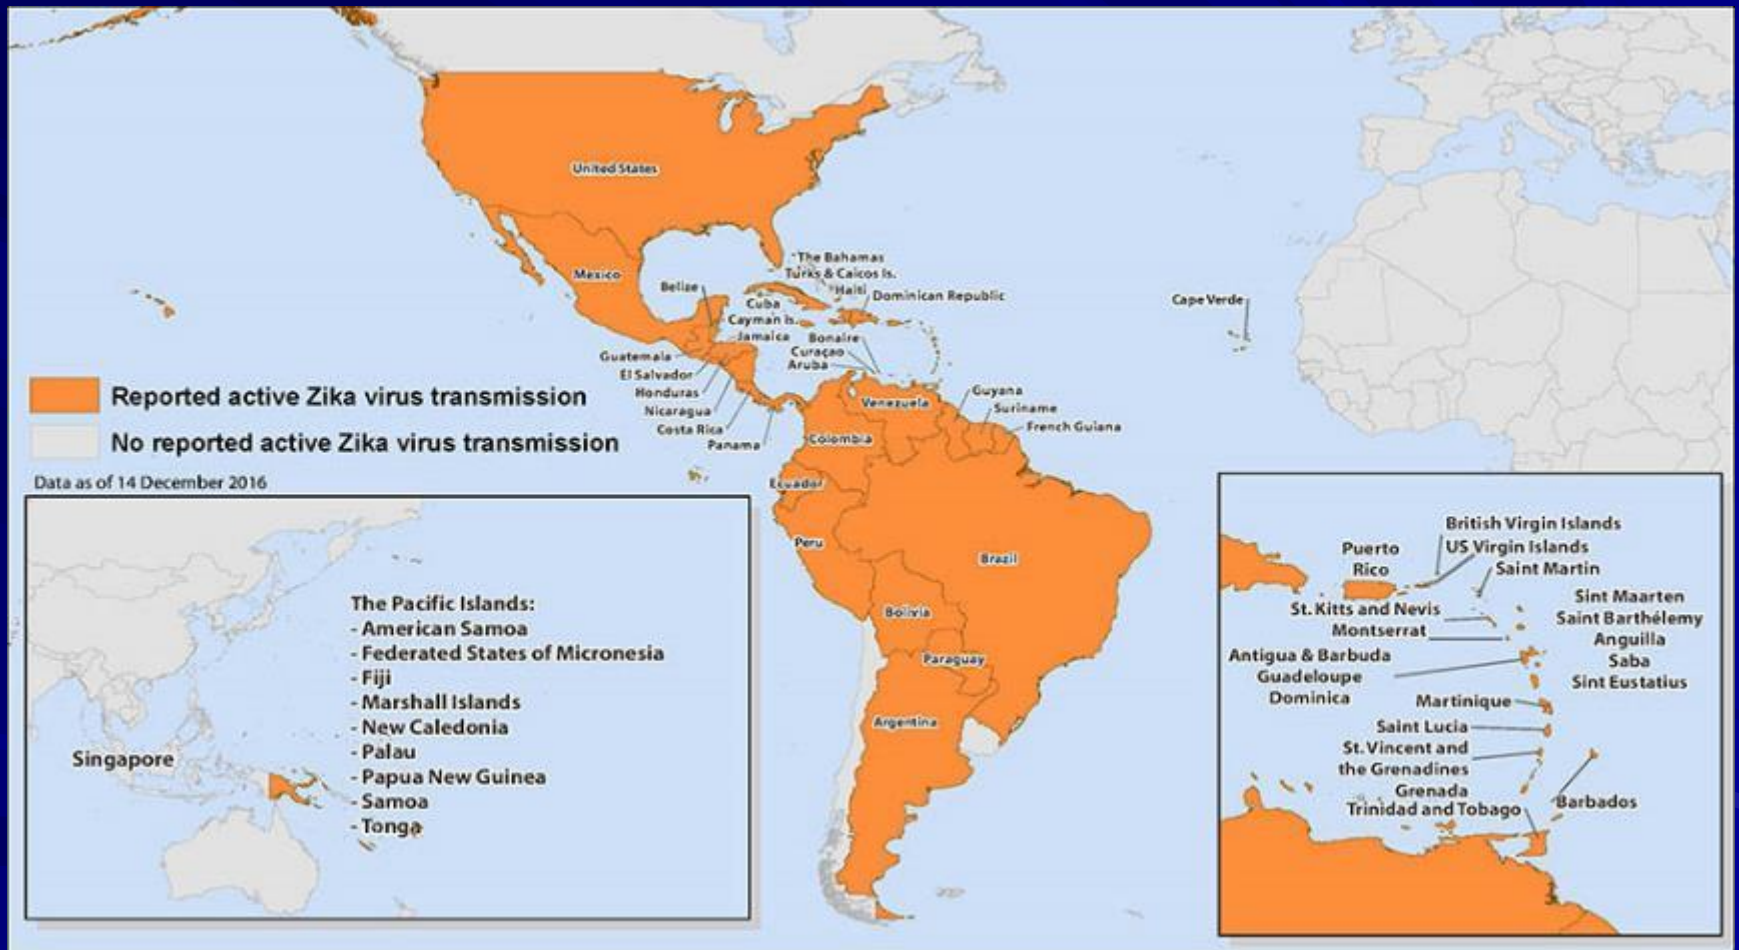 United States
Mexico
The Bahamas
Turks & Caicos Is.
Haiti
Dominican Republic
Belize
Cuba
Cayman Is.
Jamaica
Bonaire
Curaçao
Aruba
Guatemala
El Salvador
Honduras
Nicaragua
Costa Rica
Panama
Cape Verde
Venezuela
Guyana
Suriname
French Guiana
Colombia
Ecuador
Peru
Brazil
Bolivia
Paraguay
Argentina
Reported active Zika virus transmission
No reported active Zika virus transmission
Data as of 14 December 2016
The Pacific Islands:
- American Samoa
- Federated States of Micronesia
- Fiji
- Marshall Islands
- New Caledonia
- Palau
- Papua New Guinea
- Samoa
- Tonga
Singapore
British Virgin Islands
US Virgin Islands
Puerto
Rico
Saint Martin
St. Kitts and Nevis
Montserrat
Sint Maarten
Saint Barthélemy
Anguilla
Saba
Sint Eustatius
Antigua & Barbuda
Guadeloupe
Dominica
Martinique
Saint Lucia
St. Vincent and
the Grenadines
Grenada
Trinidad and Tobago
Barbados